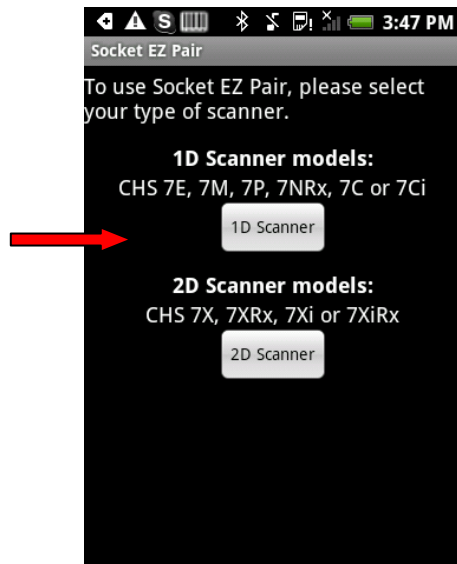 3:47 PM
Socket EZ Pair
To use Socket EZ Pair, please select
your type of scanner.
1D Scanner models:
CHS 7E, 7M, 7P, 7NRx, 7C or 7Ci
1D Scanner
2D Scanner models:
CHS 7X, 7XRx, 7Xi or 7XiRx
2D Scanner